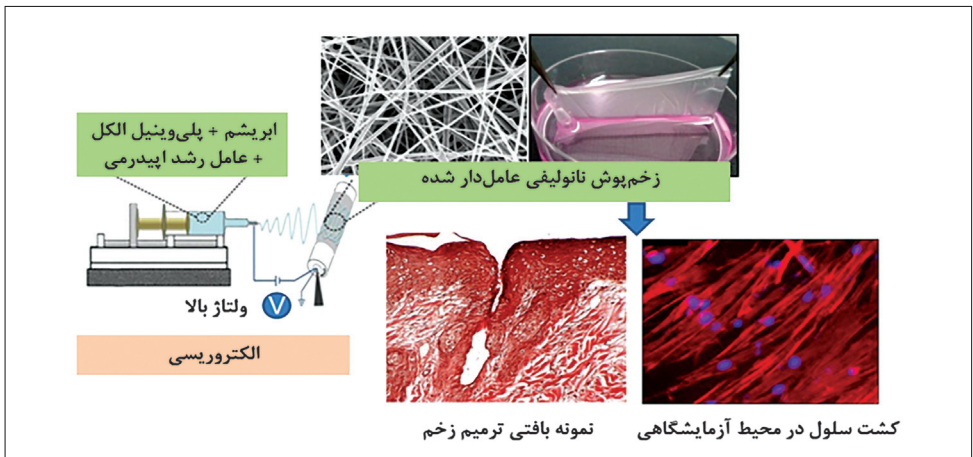 ابریشم + پلی‌وینیل الکل
+ عامل رشد اپیدرمی
زخم‌پوش نانولیفی عامل‌دار شده
ولتاژ بالا
V
الکتروریسی
نمونه بافتی ترمیم زخم
کشت سلول در محیط آزمایشگاهی